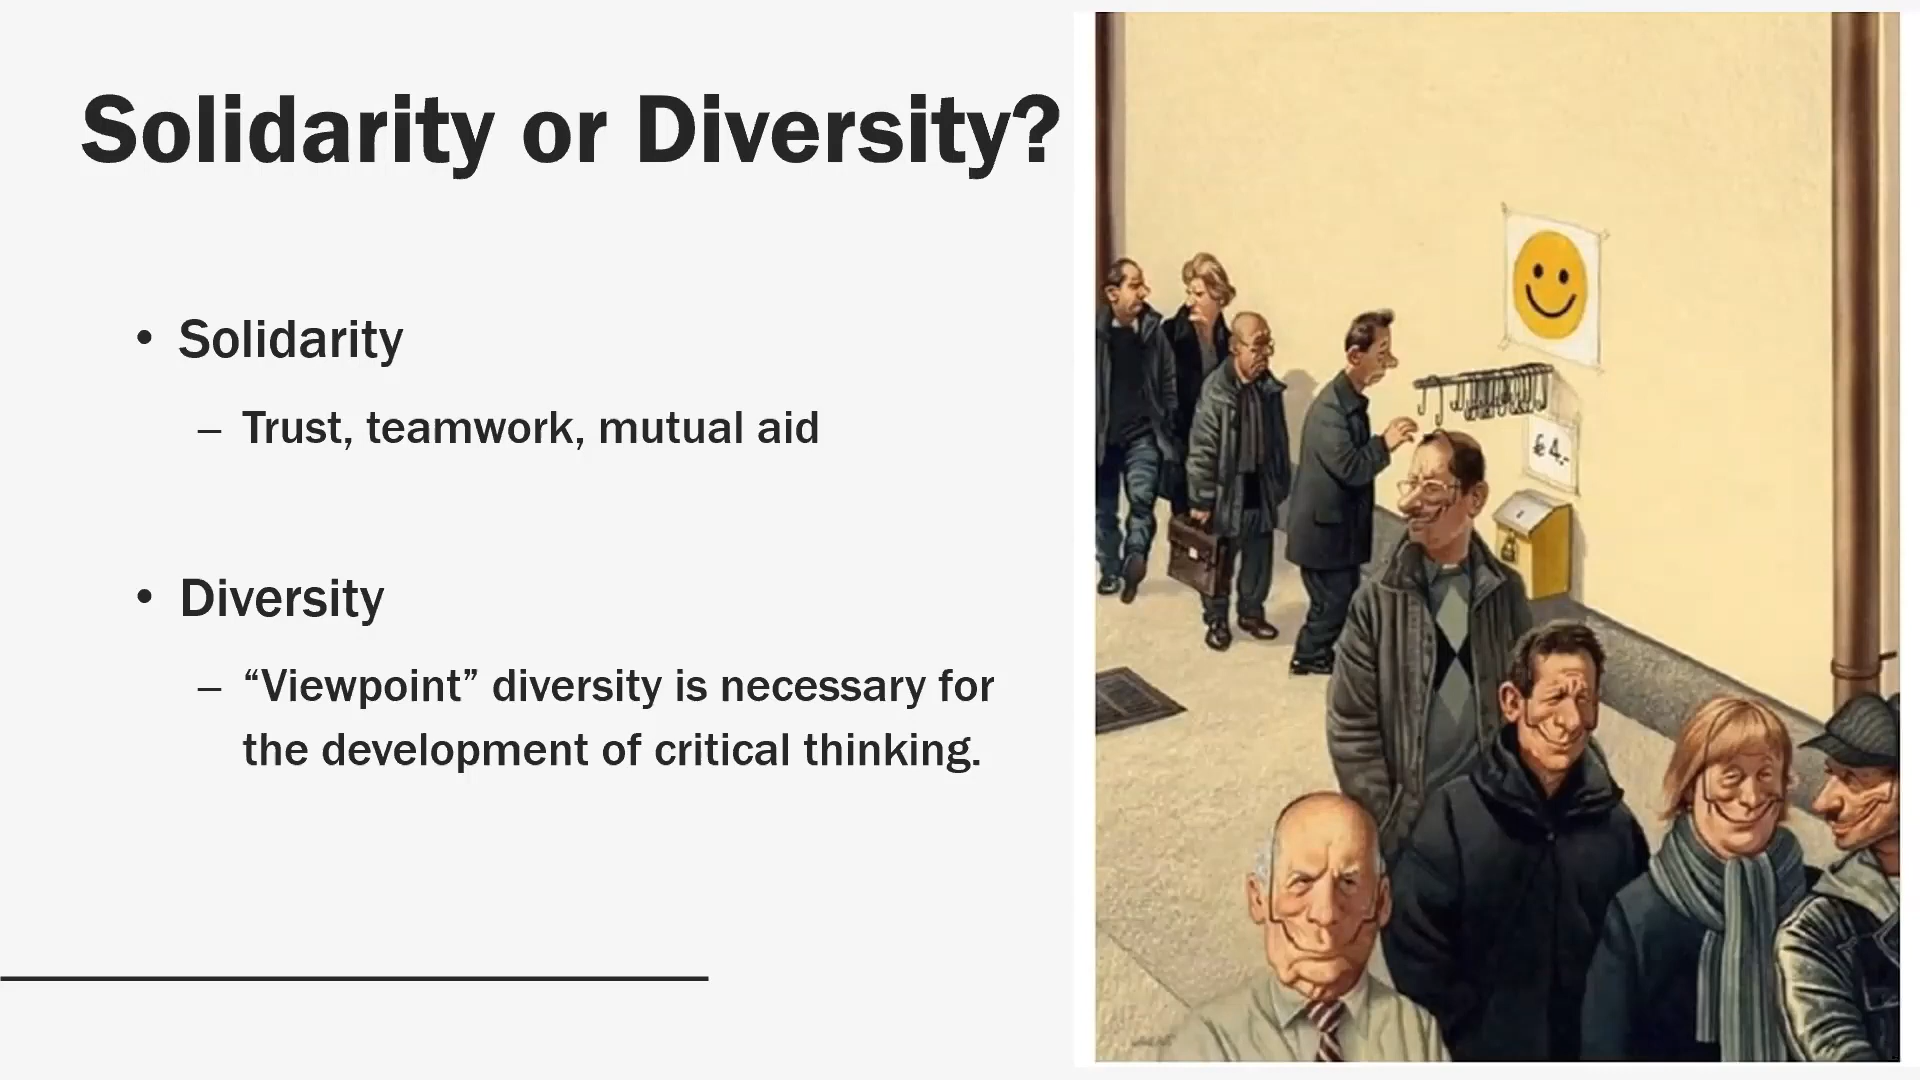 Solidarity or Diversity?
• Solidarity
– Trust, teamwork, mutual aid
• Diversity
– “Viewpoint” diversity is necessary for
the development of critical thinking.
€ 4.-